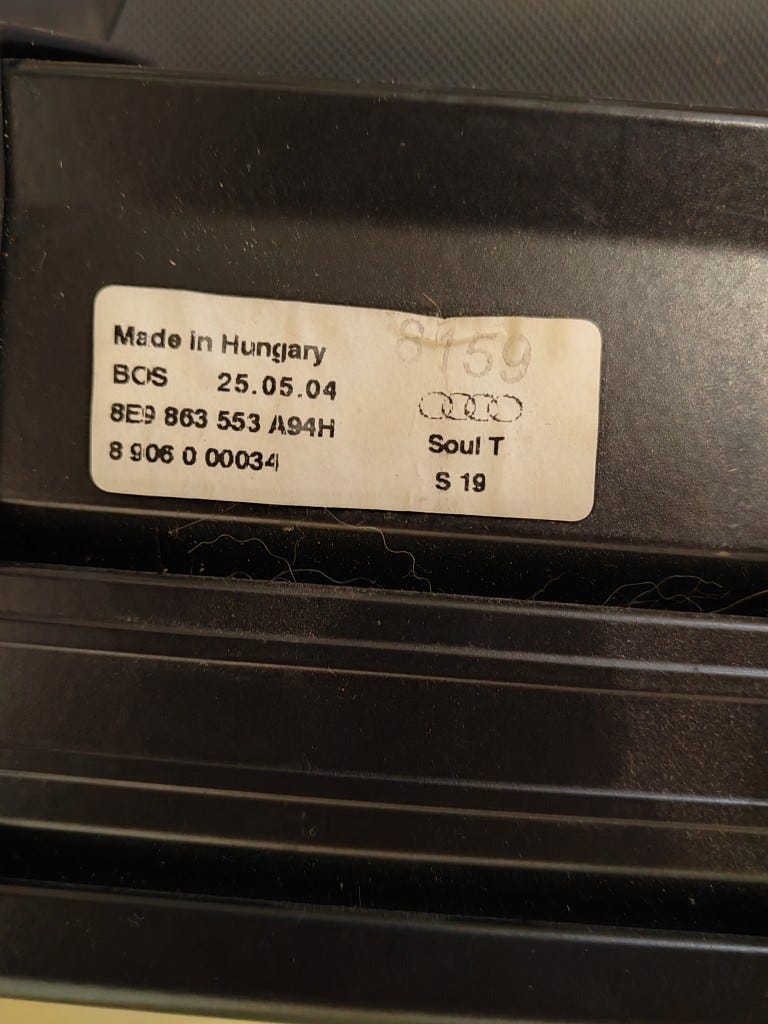 Made in Hungary
8159
BOS 25.05.04
8E9 863 553 A94H
8 906 0 00034
Soul T
S 19